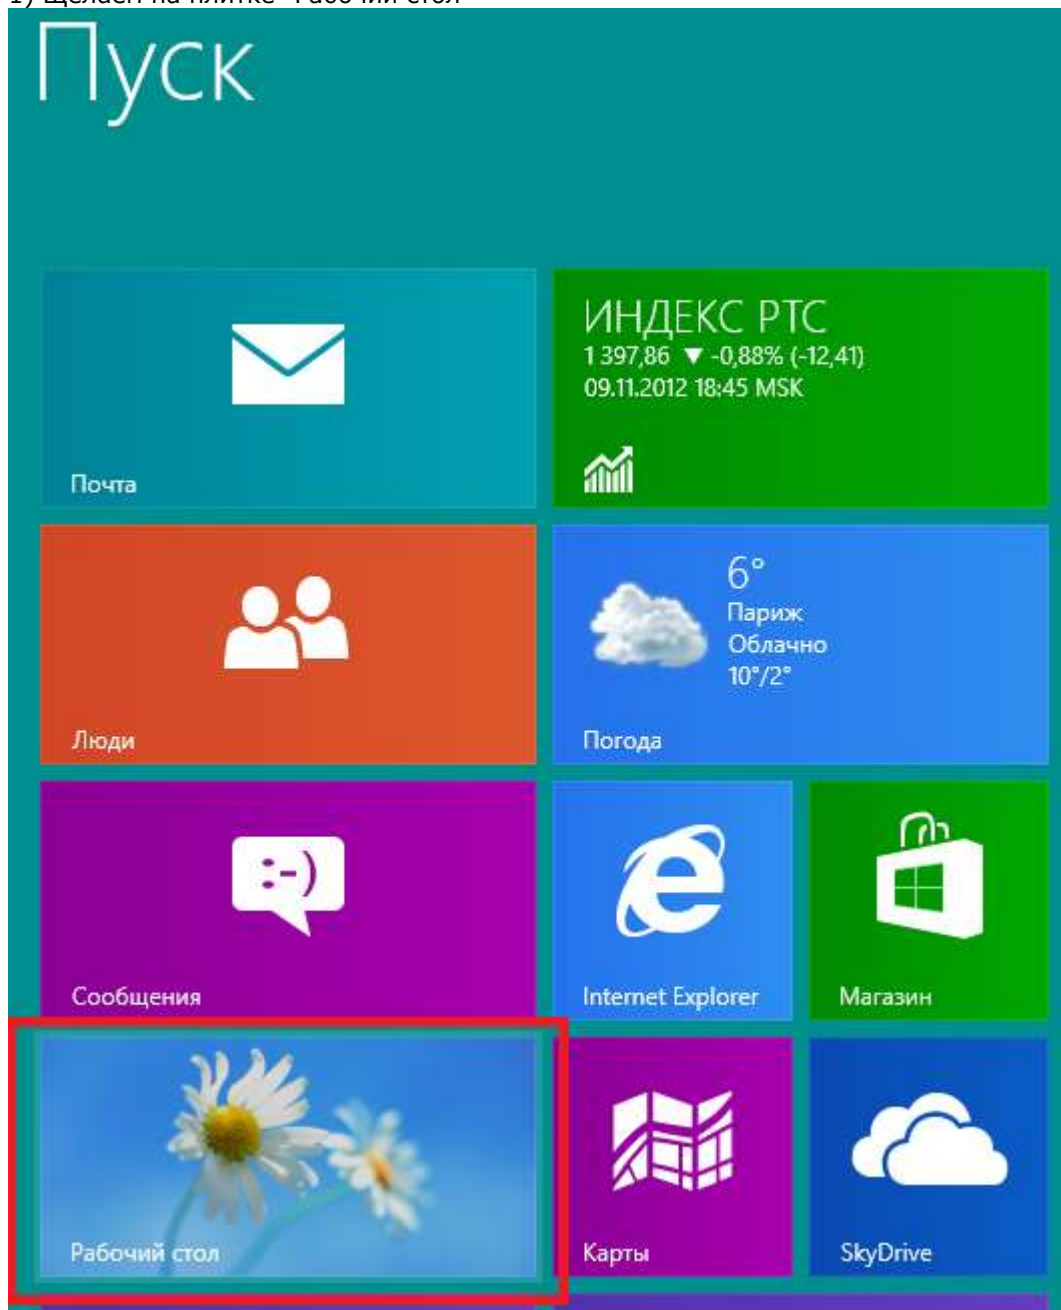 1) Щелаем на плитке "Рабочий стол"
Пуск
ИНДЕКС РТС
1 397,86 ▼ -0,88% (-12,41)
09.11.2012 18:45 MSK
Почта
6°
Париж
Облачно
10°/2°
Люди
Погода
:-)
Сообщения
Internet Explorer
Магазин
Рабочий стол
Карты
SkyDrive